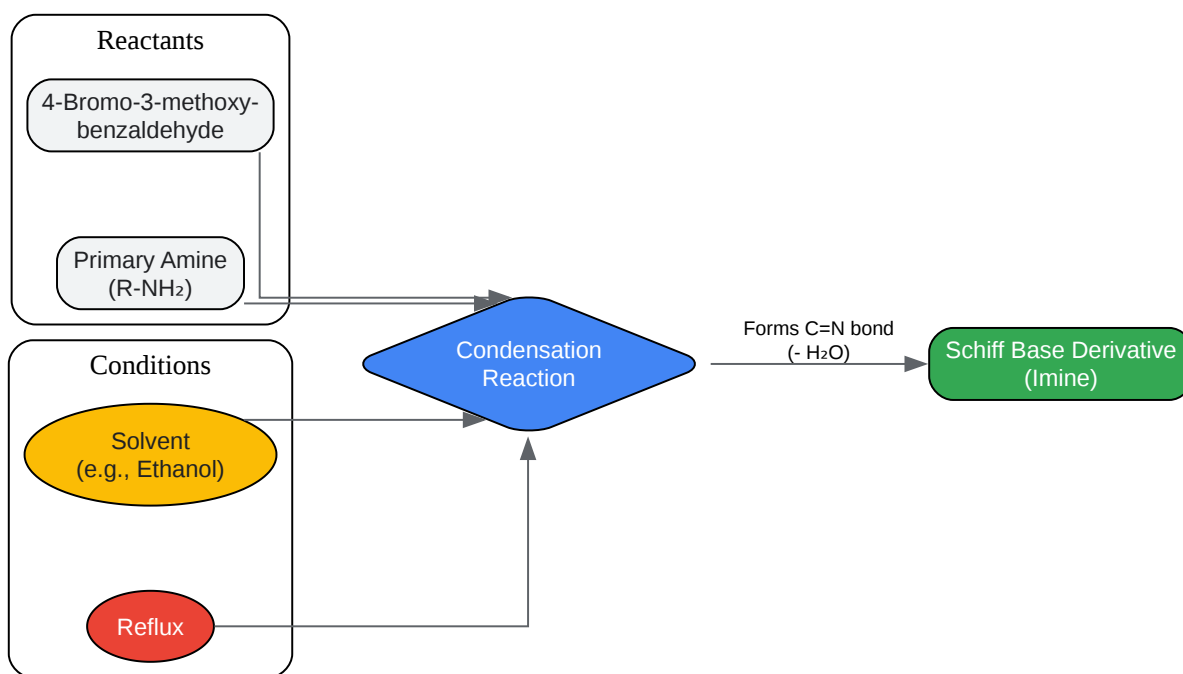 Reactants
4-Bromo-3-methoxy-
benzaldehyde
Primary Amine
(R-NH₂)
Conditions
Solvent
(e.g., Ethanol)
Reflux
Condensation
Reaction
Forms C=N bond
(- H₂O)
Schiff Base Derivative
(Imine)